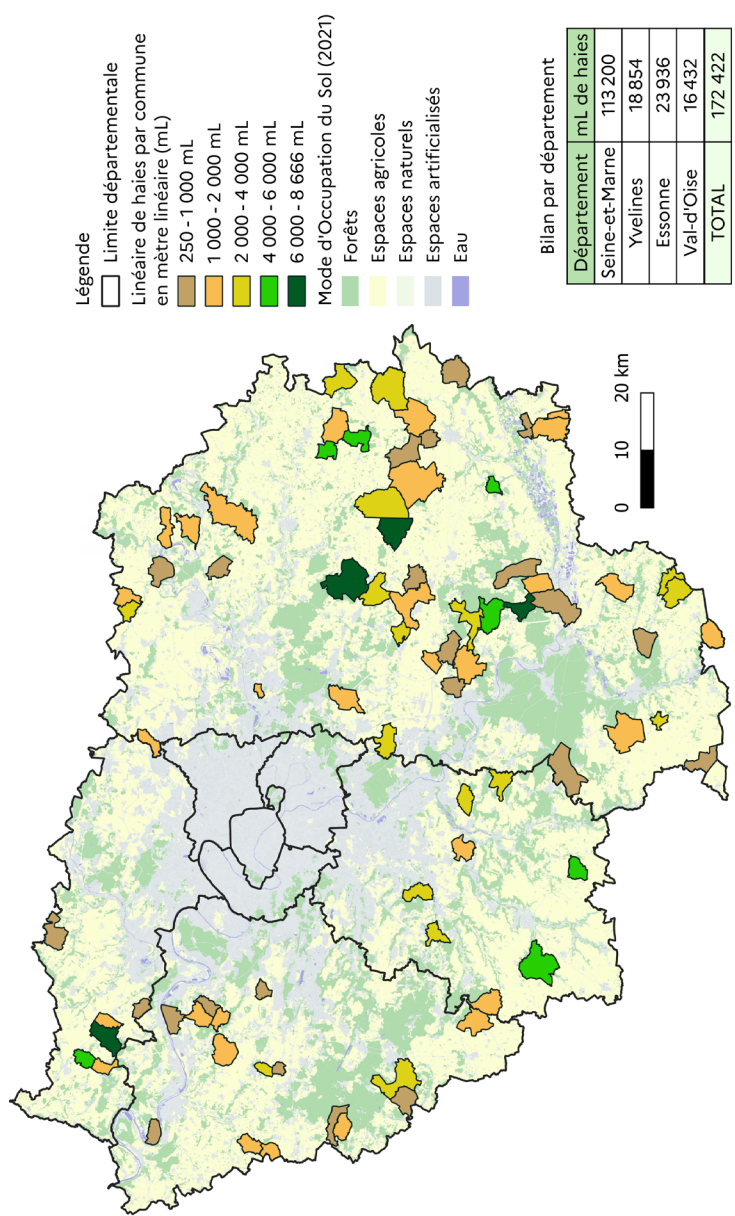 Légende
Limite départementale
Linéaire de haies par commune
en mètre linéaire (mL)
250 - 1 000 mL
1 000 - 2 000 mL
2 000 - 4 000 mL
4 000 - 6 000 mL
6 000 - 8 666 mL
Mode d'Occupation du Sol (2021)
Forêts
Espaces agricoles
Espaces naturels
Espaces artificialisés
Eau
Bilan par département
Département mL de haies
Seine-et-Marne 113 200
Yvelines 18 854
Essonne 23 936
Val-d'Oise 16 432
TOTAL 172 422
0 10 20 km